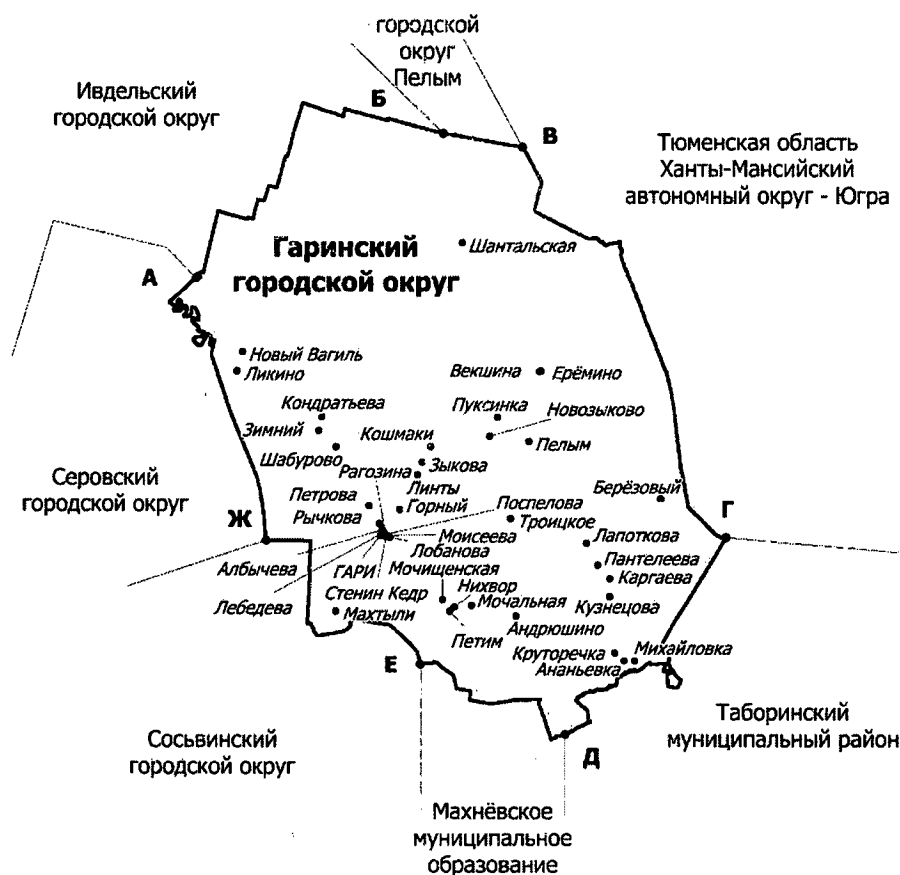 городской
округ
Пелым
Ивдельский
городской округ
Б
В
Тюменская область
Ханты-Мансийский
автономный округ - Югра
Гаринский
городской округ
Шантальская
А
Новый Вагиль
Ликино
Векшина
Ерёмино
Кондратьева
Пуксинка
Новозыково
Зимний
Кошмаки
Пелым
Шабурово
Рагозина
Зыкова
Линты
Серовский
городской округ
Берёзовый
Петрова
Горный
Поспелова
Рычкова
Троицкое
Г
Ж
Моисеева
Лапоткова
Албычева
ГАРИ
Лобанова
Мочищенская
Пантелеева
Каргаева
Лебедева
Стенин Кедр
Нихвор
Махтыли
Мочальная
Кузнецова
Андрюшино
Петим
Е
Круторечка
Михайловка
Ананьевка
Сосьвинский
городской округ
Таборинский
муниципальный район
Д
Махнёвское
муниципальное
образование